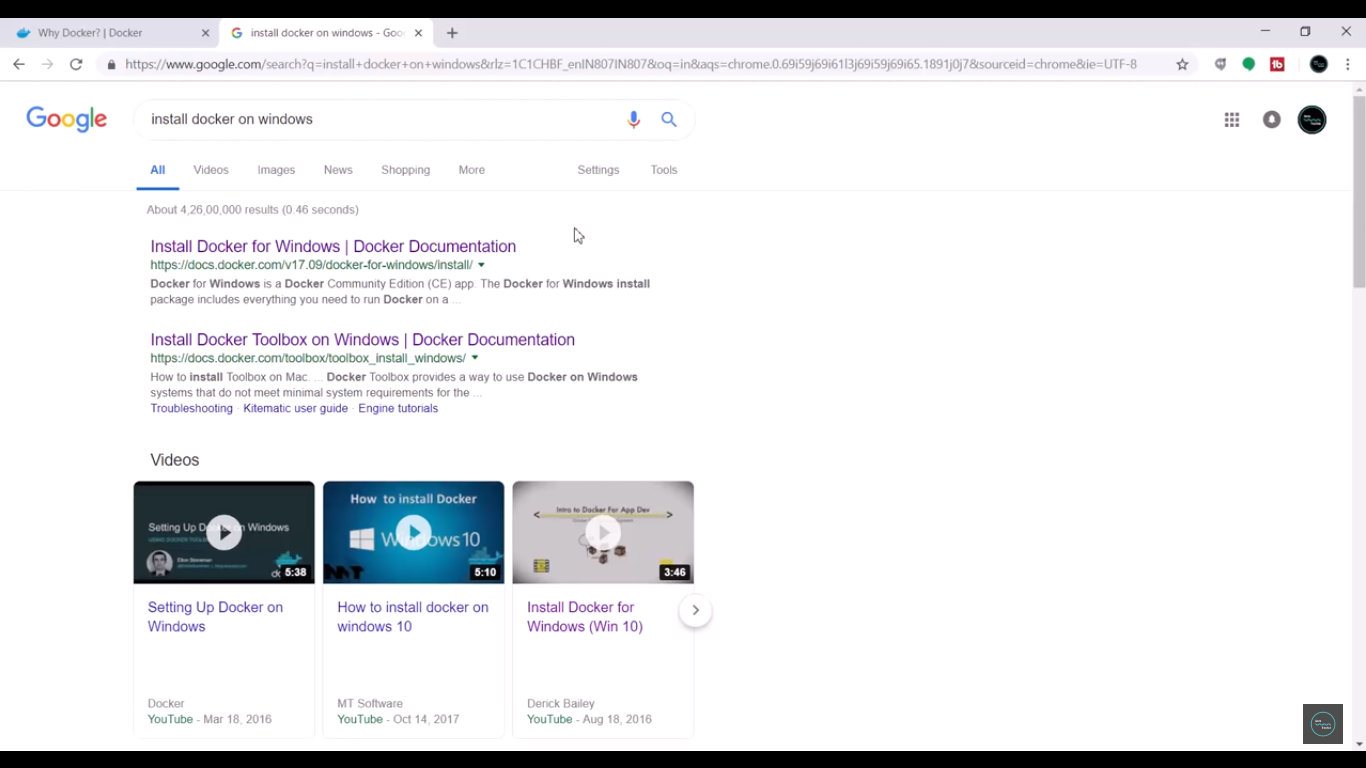 Why Docker? | Docker
install docker on windows - Goo
https://www.google.com/search?q=install+docker+on+windows&rlz=1C1CHBF_enIN807IN807&oq=in&aqs=chrome.0.69i59j69i61l3j69i59j69i65.1891j0j7&sourceid=chrome&ie=UTF-8
Google
install docker on windows
All Videos Images News Shopping More Settings Tools
About 4,26,00,000 results (0.46 seconds)
Install Docker for Windows | Docker Documentation
https://docs.docker.com/v17.09/docker-for-windows/install/
Docker for Windows is a Docker Community Edition (CE) app. The Docker for Windows install
package includes everything you need to run Docker on a ...
Install Docker Toolbox on Windows | Docker Documentation
https://docs.docker.com/toolbox/toolbox_install_windows/
How to install Toolbox on Mac. ... Docker Toolbox provides a way to use Docker on Windows
systems that do not meet minimal system requirements for the ...
Troubleshooting · Kitematic user guide · Engine tutorials
Videos
Setting Up Docker on Windows
5:38
How to install Docker
Windows 10
5:10
Intro to Docker For App Dev
3:46
Setting Up Docker on
Windows
Docker
YouTube - Mar 18, 2016
How to install docker on
windows 10
MT Software
YouTube - Oct 14, 2017
Install Docker for
Windows (Win 10)
Derick Bailey
YouTube - Aug 18, 2016